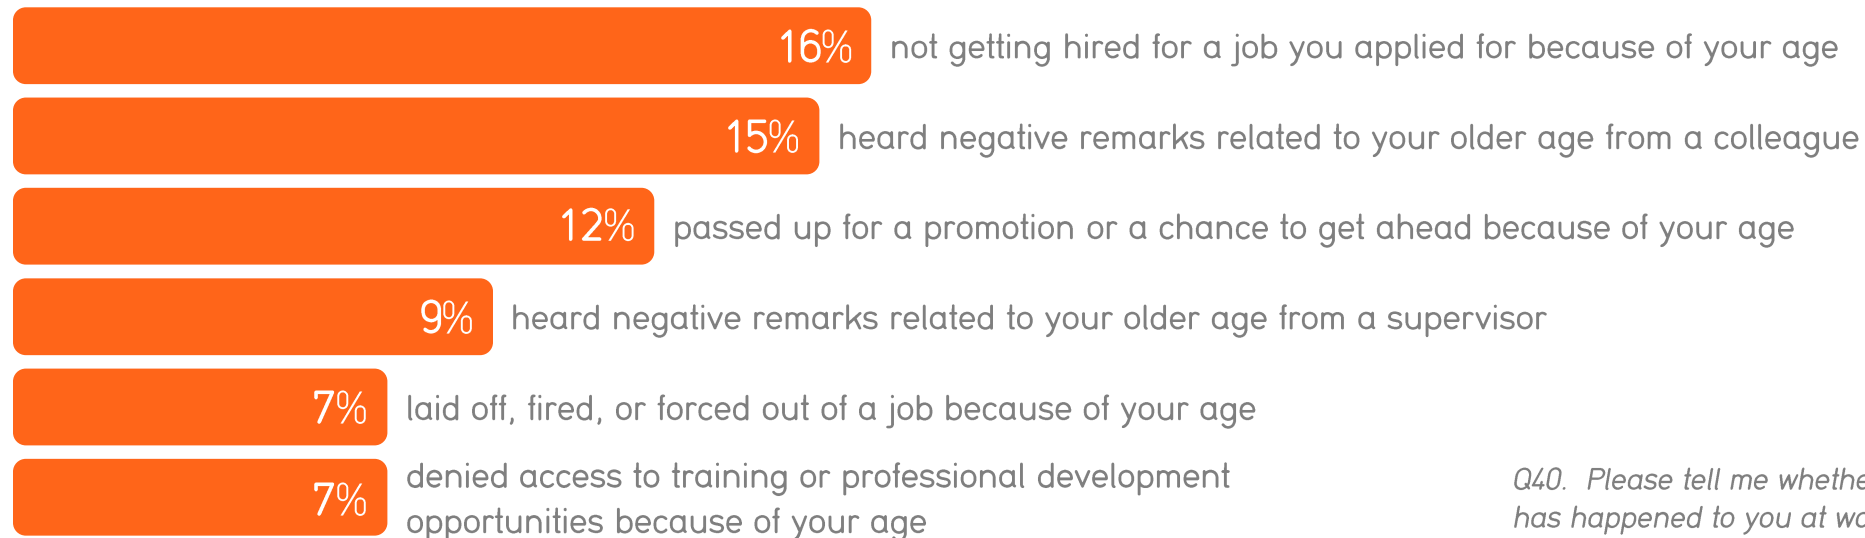 16% not getting hired for a job you applied for because of your age
15% heard negative remarks related to your older age from a colleague
12% passed up for a promotion or a chance to get ahead because of your age
9% heard negative remarks related to your older age from a supervisor
7% laid off, fired, or forced out of a job because of your age
7% denied access to training or professional development
opportunities because of your age
Q40. Please tell me
has happened to you at